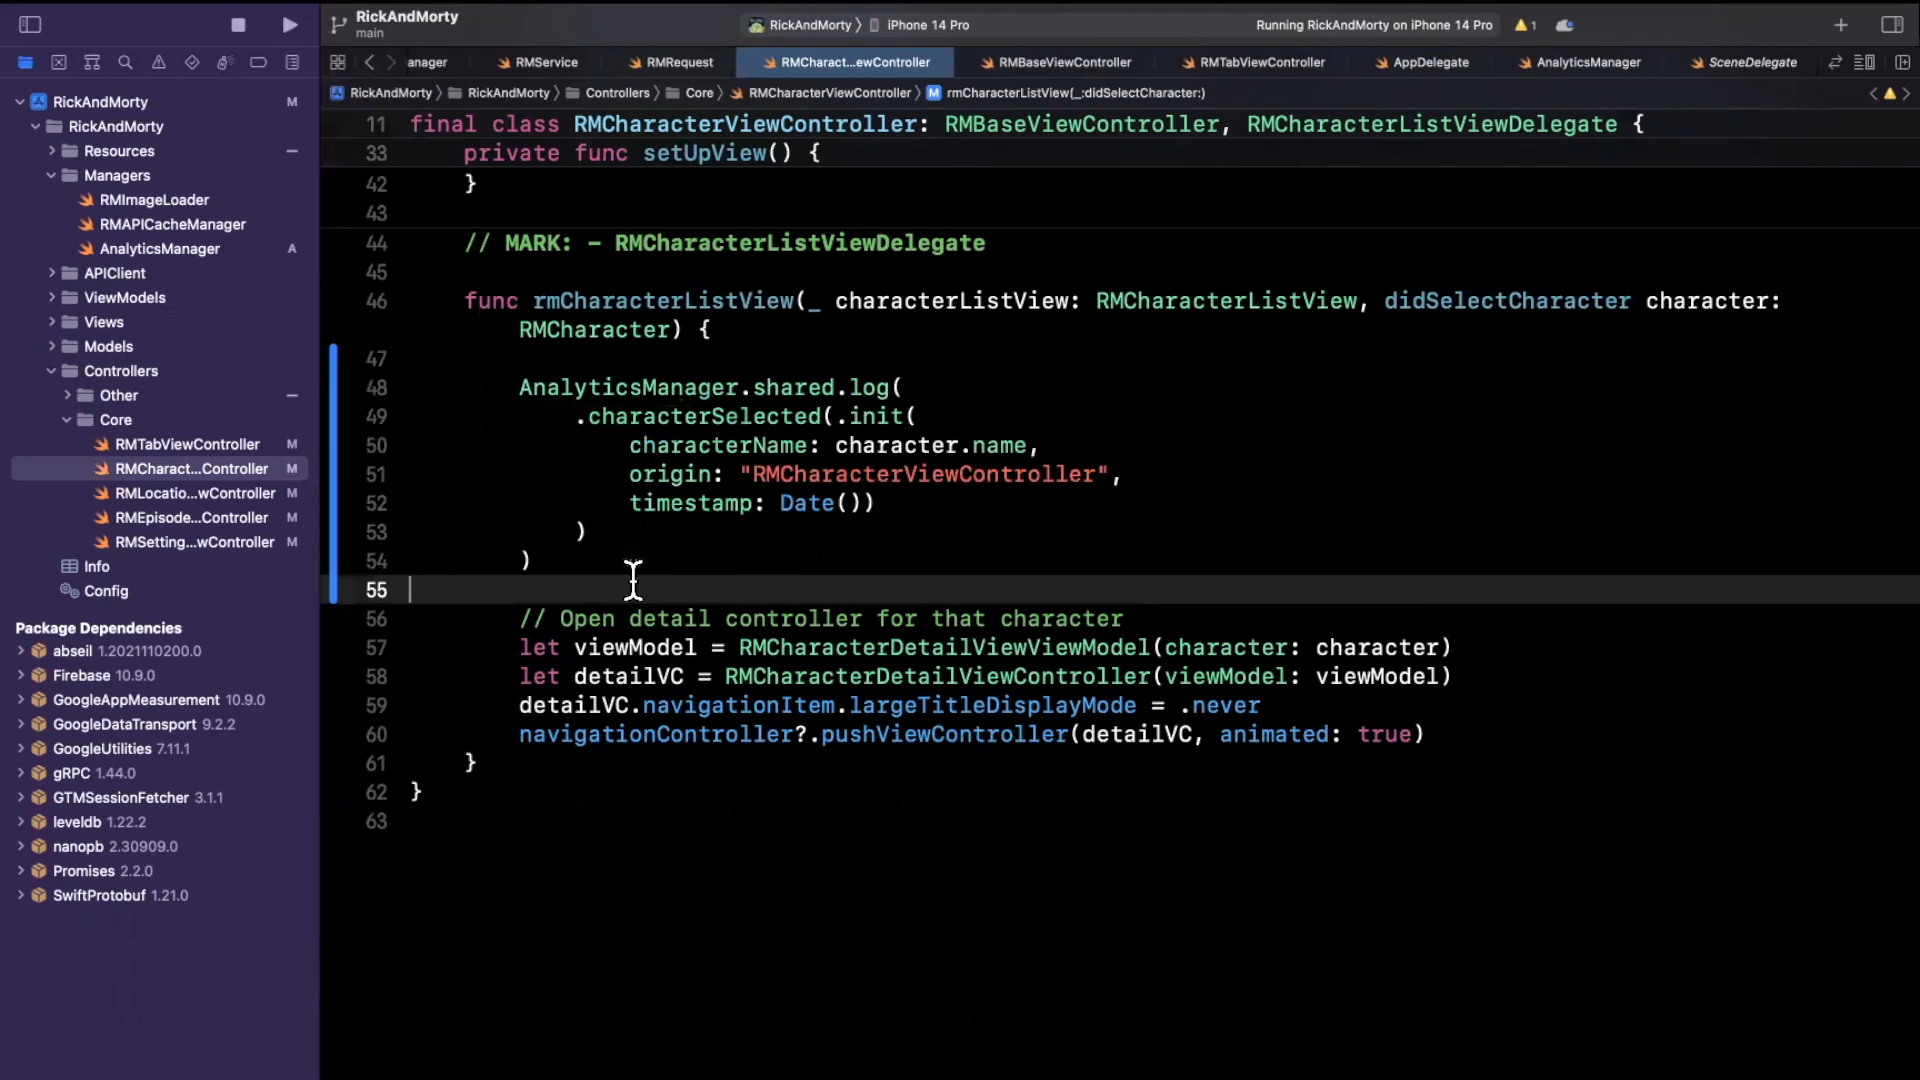 RickAndMorty
main
RickAndMorty
iPhone 14 Pro
Running RickAndMorty on iPhone 14 Pro
1
anager
RMService
RMRequest
RMCharact...ewController
RMBaseViewController
RMTabViewController
AppDelegate
AnalyticsManager
SceneDelegate
RickAndMorty
RickAndMorty
Controllers
Core
RMCharacterViewController
M
rmCharacterListView(_:didSelectCharacter:)
RickAndMorty M
RickAndMorty
Resources
Managers
RMImageLoader
RMAPICacheManager
AnalyticsManager A
APIClient
ViewModels
Views
Models
Controllers
Other
Core
RMTabViewController M
RMCharact...Controller M
RMLocatio...wController M
RMEpisode...Controller M
RMSetting...wController M
Info
Config
Package Dependencies
abseil 1.2021110200.0
Firebase 10.9.0
GoogleAppMeasurement 10.9.0
GoogleDataTransport 9.2.2
GoogleUtilities 7.11.1
gRPC 1.44.0
GTMSessionFetcher 3.1.1
leveldb 1.22.2
nanopb 2.30909.0
Promises 2.2.0
SwiftProtobuf 1.21.0
11 final class RMCharacterViewController: RMBaseViewController, RMCharacterListViewDelegate {
33 private func setUpView() {
42 }
43
44 // MARK: - RMCharacterListViewDelegate
45
46 func rmCharacterListView(_ characterListView: RMCharacterListView, didSelectCharacter character:
RMCharacter) {
47
48 AnalyticsManager.shared.log(
49 .characterSelected(.init(
50 characterName: character.name,
51 origin: "RMCharacterViewController",
52 timestamp: Date())
53 )
54 )
55
56 // Open detail controller for that character
57 let viewModel = RMCharacterDetailViewViewModel(character: character)
58 let detailVC = RMCharacterDetailViewController(viewModel: viewModel)
59 detailVC.navigationItem.largeTitleDisplayMode = .never
60 navigationController?.pushViewController(detailVC, animated: true)
61 }
62 }
63